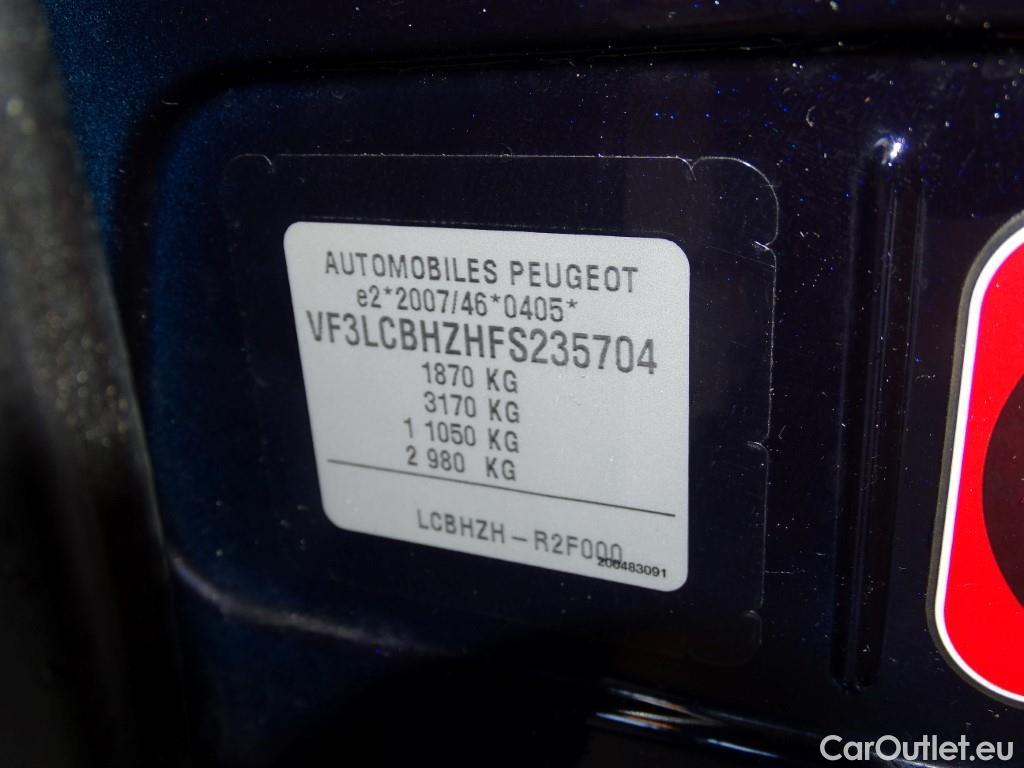 AUTOMOBILES PEUGEOT
e2*2007/46*0405*
VF3LCBHZHFS235704
1870 KG
3170 KG
1 1050 KG
2 980 KG
LCBHZH-R2F000
200483091
CarOutlet.eu